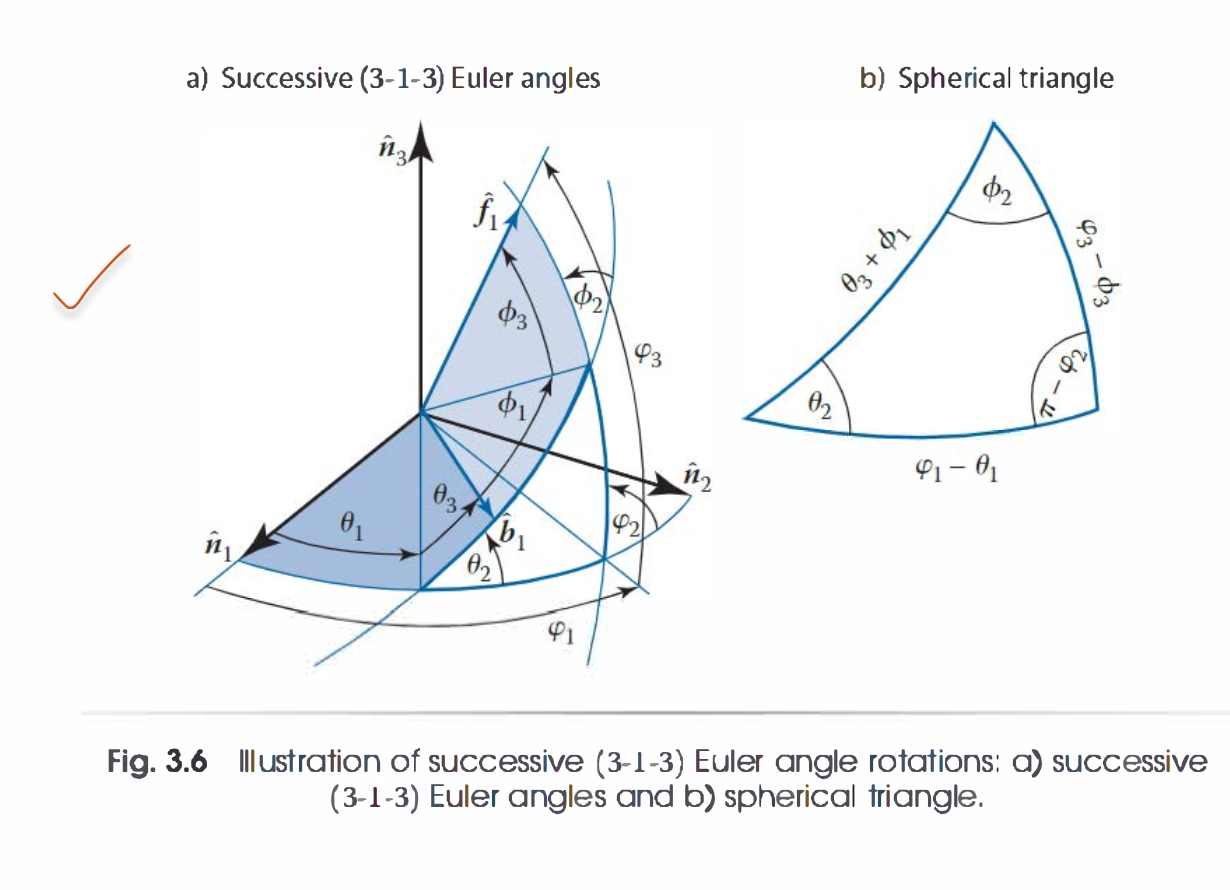 a) Successive (3-1-3) Euler angles
b) Spherical triangle
n̂₃
f̂₁
ϕ₃
ϕ₂
φ₃
ϕ₁
n̂₂
θ₃
θ₁
b̂₁
φ₂
n̂₁
θ₂
φ₁
ϕ₂
θ₃ + ϕ₁
φ₃ − ϕ₃
θ₂
π − φ₂
φ₁ − θ₁
Fig. 3.6 Illustration of successive (3-1-3) Euler angle rotations: a) successive
(3-1-3) Euler angles and b) spherical triangle.